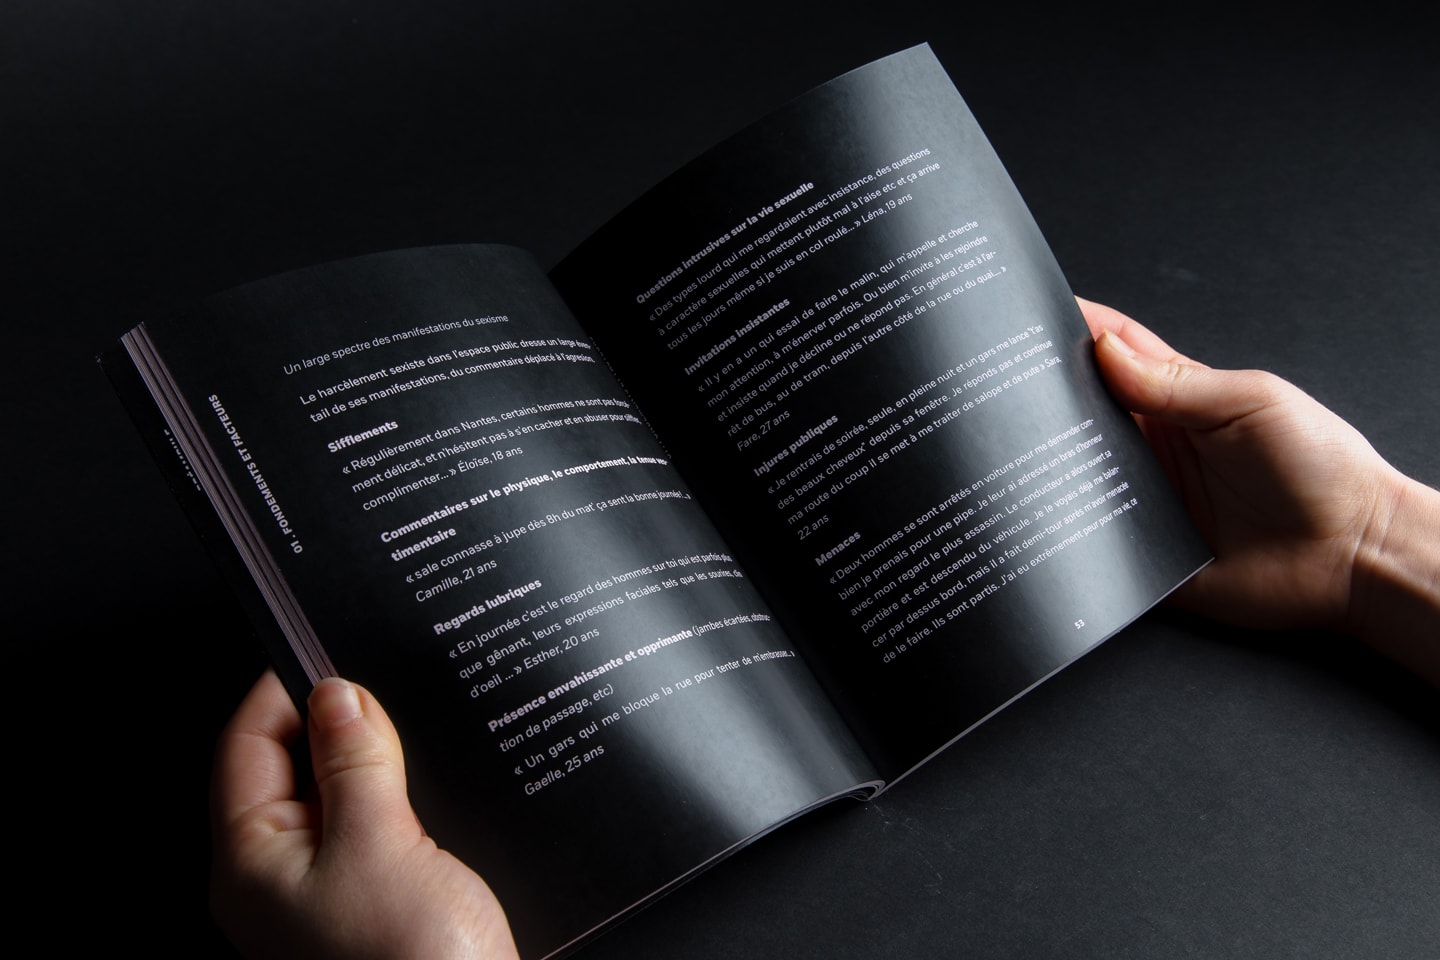 01. FONDEMENTS ET FACTEURS
Un large spectre des manifestations du sexisme
Le harcèlement sexiste dans l'espace public dresse un large
tail de ses manifestations, du commentaire déplacé à l'agression.
Sifflements
« Régulièrement dans Nantes, certains hommes ne sont pas
ment délicat, et n'hésitent pas à s'en cacher et en abuser pour
complimenter... » Éloïse, 18 ans
Commentaires sur le physique, le comportement, la tenue
timentaire
« sale connasse à jupe dès 8h du mat' ça sent la bonne journée!... »
Camille, 21 ans
Regards lubriques
« En journée c'est le regard des hommes sur toi qui est parfois plus
que gênant, leurs expressions faciales tels que les sourires, clin
d'oeil ... » Esther, 20 ans
Présence envahissante et opprimante (jambes écartées, obstruc-
tion de passage, etc)
« Un gars qui me bloque la rue pour tenter de m'embrasser... »
Gaelle, 25 ans
Questions intrusives sur la vie sexuelle
« Des types lourd qui me regardaient avec insistance, des questions
à caractère sexuelles qui mettent plutôt mal à l'aise etc et ça arrive
tous les jours même si je suis en col roulé... » Léna, 19 ans
Invitations insistantes
« Il y en a un qui essai de faire le malin, qui m'appelle et cherche
mon attention, à m'énerver parfois. Ou bien m'invite à les rejoindre
et insiste quand je décline ou ne répond pas. En général c'est à l'ar-
rêt de bus, au de tram, depuis l'autre côté de la rue ou du quai... »
Fare, 27 ans
Injures publiques
« Je rentrais de soirée, seule, en pleine nuit et un gars me lance "Yas
des beaux cheveux" depuis sa fenêtre. Je réponds pas et continue
ma route du coup il se met à me traiter de salope et de pute » Sara,
22 ans
Menaces
« Deux hommes se sont arrêtés en voiture pour me demander com-
bien je prenais pour une pipe. Je leur ai adressé un bras d'honneur
avec mon regard le plus assassin. Le conducteur a alors ouvert sa
portière et est descendu du véhicule. Je le voyais déjà me balan-
cer par dessus bord, mais il a fait demi-tour après m'avoir menacée
de le faire. Ils sont partis. J'ai eu extrêmement peur pour ma vie, ce
53